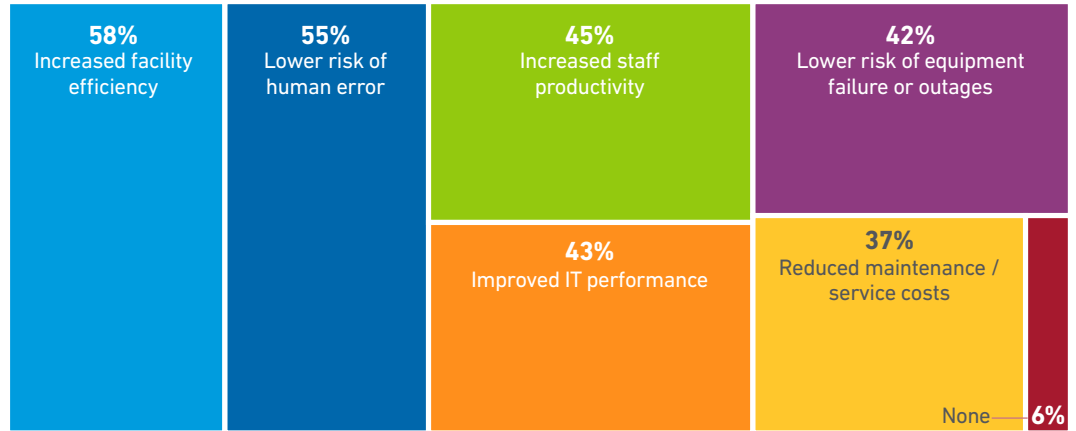 58%
Increased facility
efficiency
55%
Lower risk of
human error
45%
Increased staff
productivity
42%
Lower risk of equipment
failure or outages
43%
Improved IT performance
37%
Reduced maintenance /
service costs
None 6%